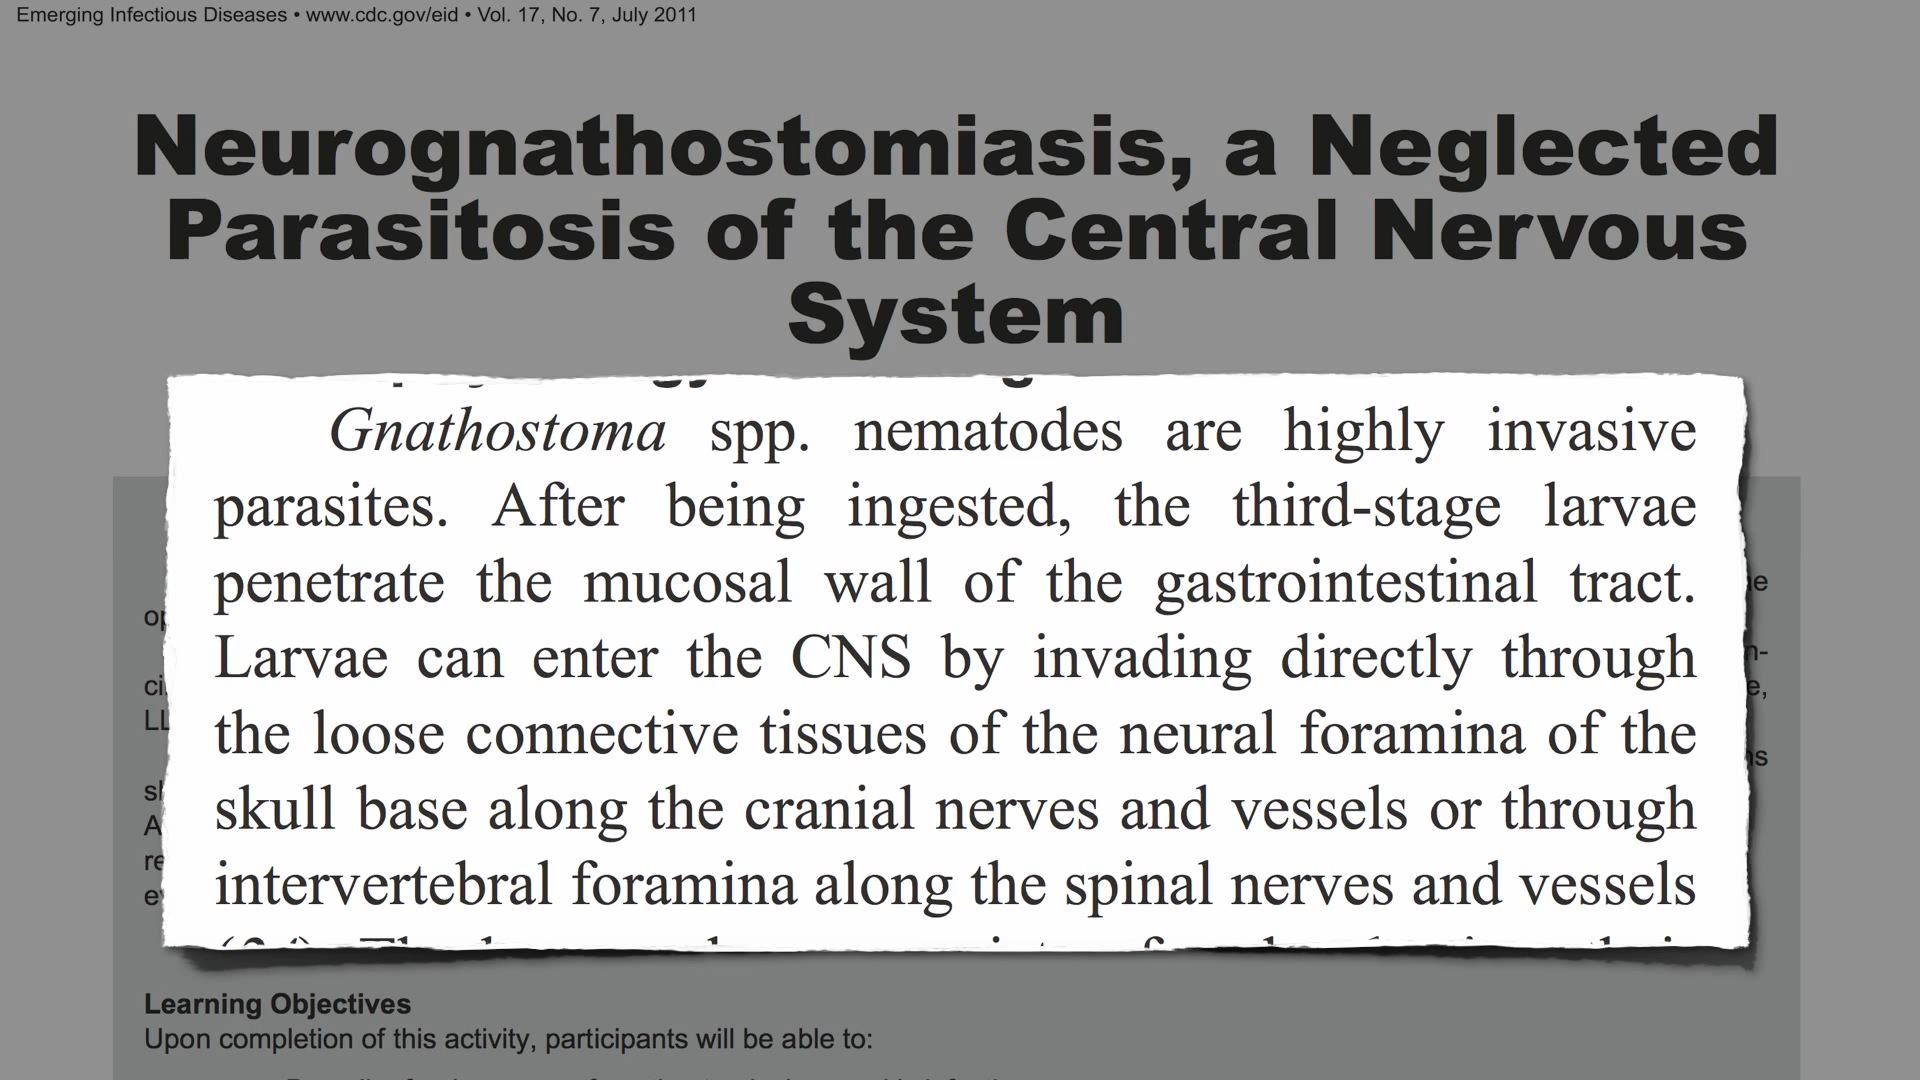 Emerging Infectious Diseases • www.cdc.gov/eid • Vol. 17, No. 7, July 2011
Neurognathostomiasis, a Neglected
Parasitosis of the Central Nervous
System
Gnathostoma spp. nematodes are highly invasive
parasites. After being ingested, the third-stage larvae
penetrate the mucosal wall of the gastrointestinal tract.
Larvae can enter the CNS by invading directly through
the loose connective tissues of the neural foramina of the
skull base along the cranial nerves and vessels or through
intervertebral foramina along the spinal nerves and vessels
Learning Objectives
Upon completion of this activity, participants will be able to: